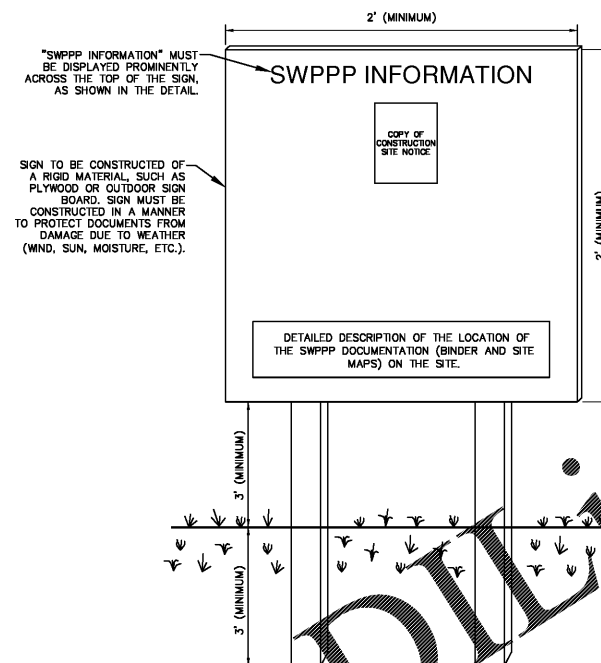 2' (MINIMUM)
"SWPPP INFORMATION" MUST
BE DISPLAYED PROMINENTLY
ACROSS THE TOP OF THE SIGN,
AS SHOWN IN THE DETAIL.
SWPPP INFORMATION
COPY OF
CONSTRUCTION
SITE NOTICE
SIGN TO BE CONSTRUCTED OF
A RIGID MATERIAL, SUCH AS
PLYWOOD OR OUTDOOR SIGN
BOARD. SIGN MUST BE
CONSTRUCTED IN A MANNER
TO PROTECT DOCUMENTS FROM
DAMAGE DUE TO WEATHER
(WIND, SUN, MOISTURE, ETC.).
2' (MINIMUM)
DETAILED DESCRIPTION OF THE LOCATION OF
THE SWPPP DOCUMENTATION (BINDER AND SITE
MAPS) ON THE SITE.
3' (MINIMUM)
3' (MINIMUM)